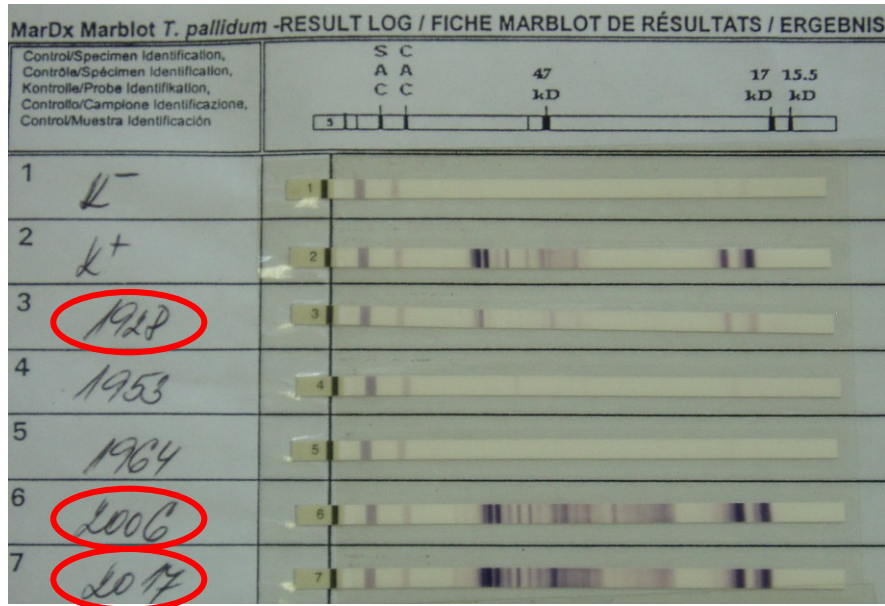 MarDx Marblot T. pallidum -RESULT LOG / FICHE MARBLOT DE RÉSULTATS / ERGEBNIS
Control/Specimen Identification,
Contrôle/Spécimen Identification,
Kontrolle/Probe Identifikation,
Controllo/Campione Identificazione,
Control/Muestra Identificación
S C
A A
C C
47 kD
17 kD
15.5 kD
5
1 K- 1
2 K+ 2
3 1928 3
4 1953 4
5 1964 5
6 2006 6
7 2017 7